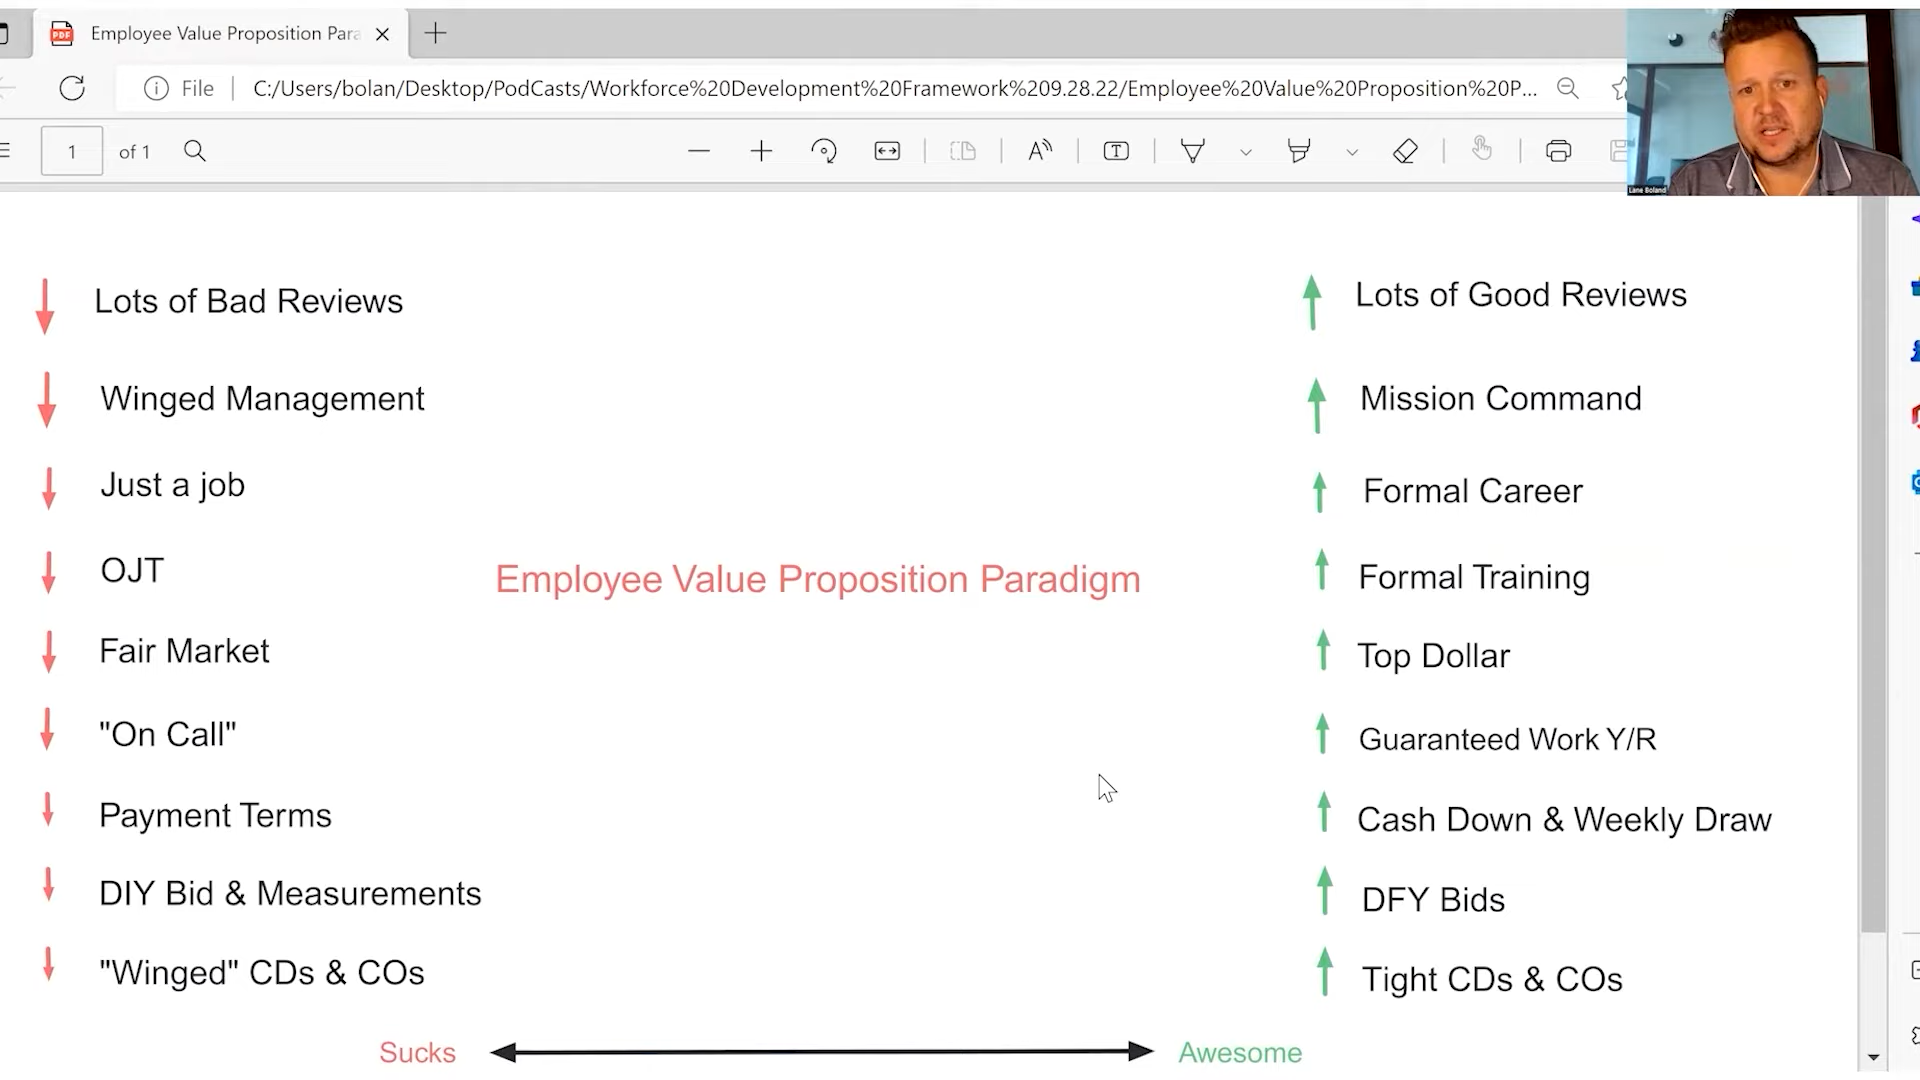 Employee Value Proposition Para
File
C:/Users/bolan/Desktop/PodCasts/Workforce%20Development%20Framework%209.28.22/Employee%20Value%20Proposition%20P...
1 of 1
Lane Boland
Lots of Bad Reviews
Winged Management
Just a job
OJT
Fair Market
"On Call"
Payment Terms
DIY Bid & Measurements
"Winged" CDs & COs
Employee Value Proposition Paradigm
Lots of Good Reviews
Mission Command
Formal Career
Formal Training
Top Dollar
Guaranteed Work Y/R
Cash Down & Weekly Draw
DFY Bids
Tight CDs & COs
Sucks
Awesome